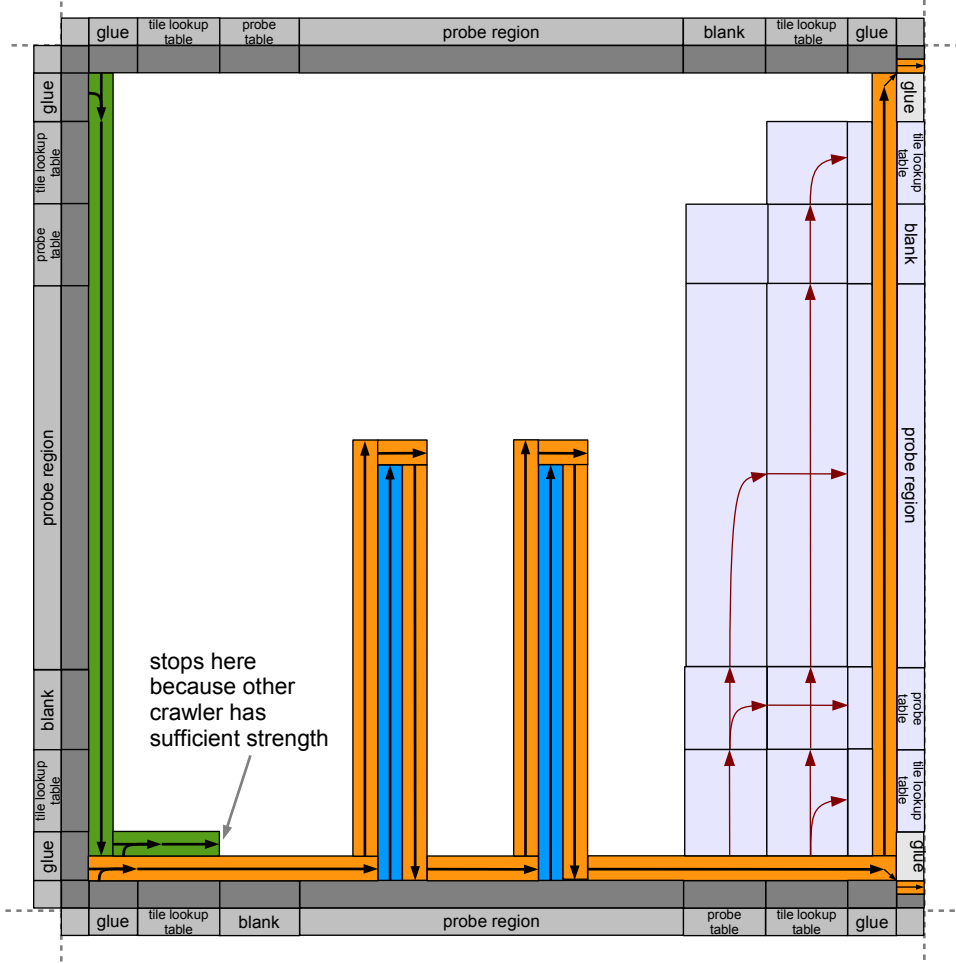 glue
tile lookup
table
probe
table
probe region
blank
tile lookup
table
glue
glue
tile lookup
table
probe
table
probe region
blank
tile lookup
table
glue
glue
tile lookup
table
blank
probe region
probe
table
tile lookup
table
glue
stops here
because other
crawler has
sufficient strength
glue
tile lookup
table
blank
probe region
probe
table
tile lookup
table
glue